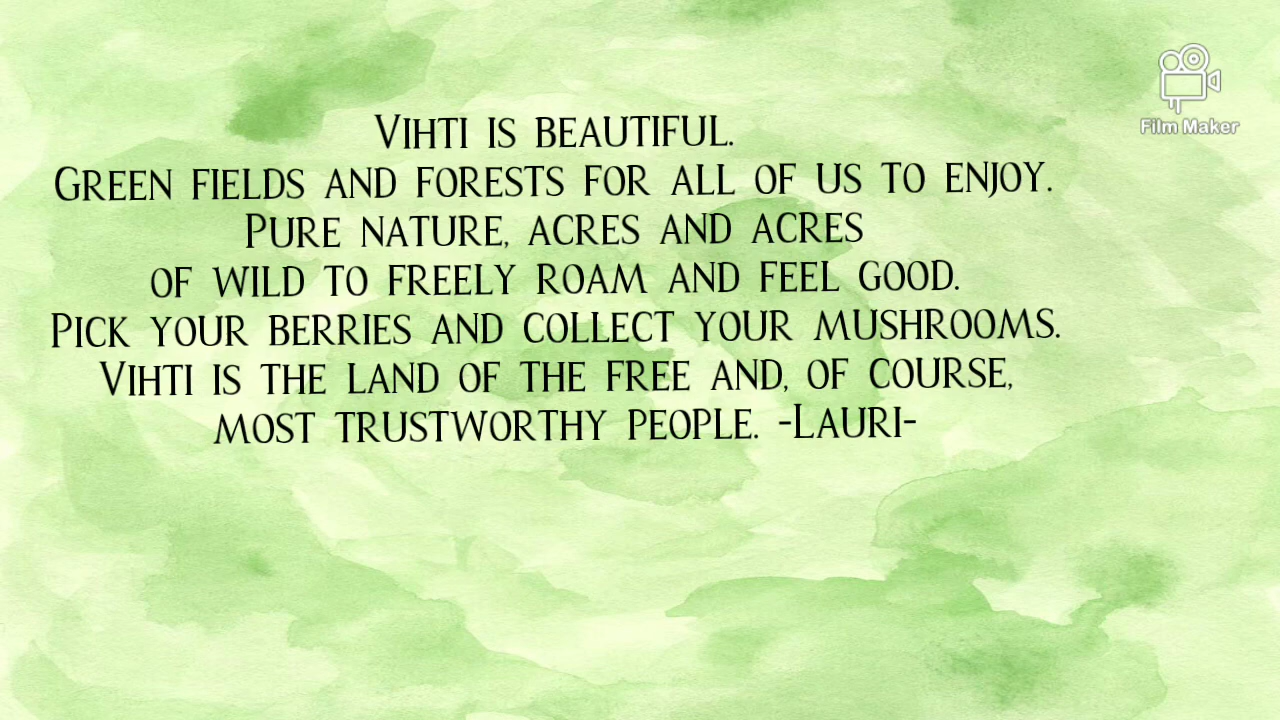 Vihti is beautiful.
Green fields and forests for all of us to enjoy.
Pure nature, acres and acres
of wild to freely roam and feel good.
Pick your berries and collect your mushrooms.
Vihti is the land of the free and, of course,
most trustworthy people. -Lauri-
Film Maker